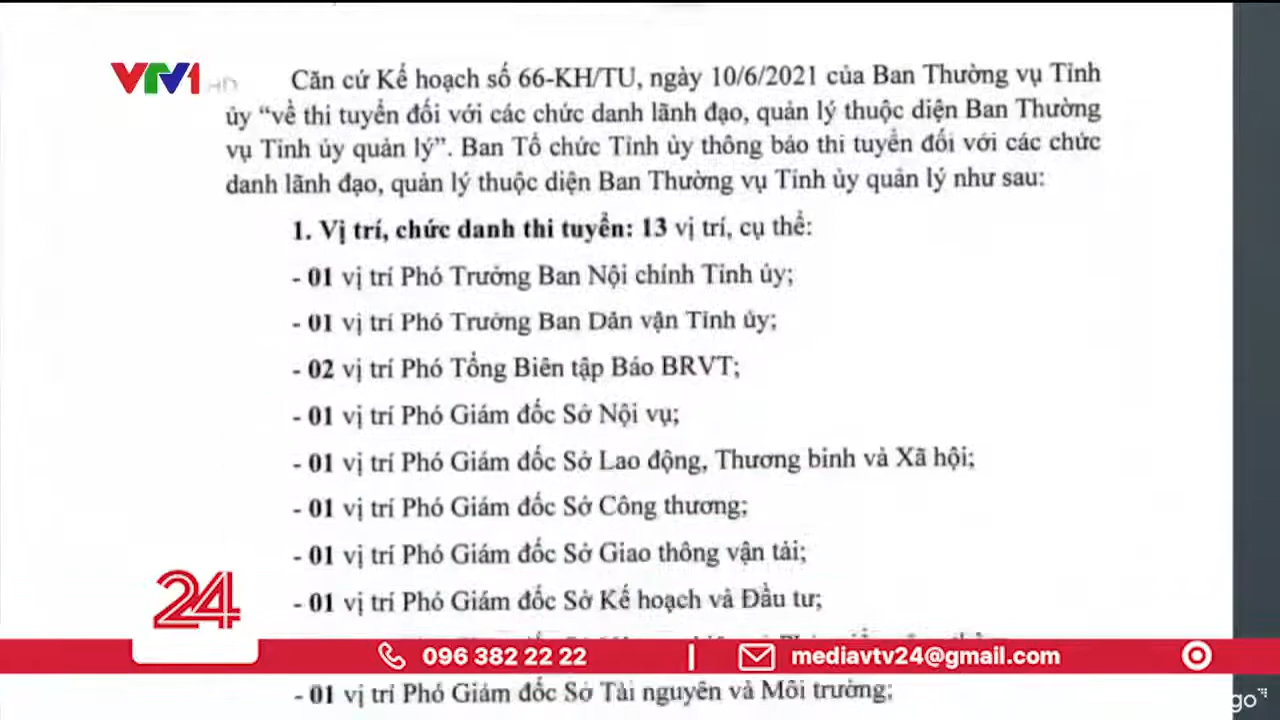 VTV1 HD
Căn cứ Kế hoạch số 66-KH/TU, ngày 10/6/2021 của Ban Thường vụ Tỉnh
ủy “về thi tuyển đối với các chức danh lãnh đạo, quản lý thuộc diện Ban Thường
vụ Tỉnh ủy quản lý”. Ban Tổ chức Tỉnh ủy thông báo thi tuyển đối với các chức
danh lãnh đạo, quản lý thuộc diện Ban Thường vụ Tỉnh ủy quản lý như sau:
1. Vị trí, chức danh thi tuyển: 13 vị trí, cụ thể:
- 01 vị trí Phó Trưởng Ban Nội chính Tỉnh ủy;
- 01 vị trí Phó Trưởng Ban Dân vận Tỉnh ủy;
- 02 vị trí Phó Tổng Biên tập Báo BRVT;
- 01 vị trí Phó Giám đốc Sở Nội vụ;
- 01 vị trí Phó Giám đốc Sở Lao động, Thương binh và Xã hội;
- 01 vị trí Phó Giám đốc Sở Công thương;
- 01 vị trí Phó Giám đốc Sở Giao thông vận tải;
- 01 vị trí Phó Giám đốc Sở Kế hoạch và Đầu tư;
24
096 382 22 22 | mediavtv24@gmail.com
- 01 vị trí Phó Giám đốc Sở Tài nguyên và Môi trường;
go